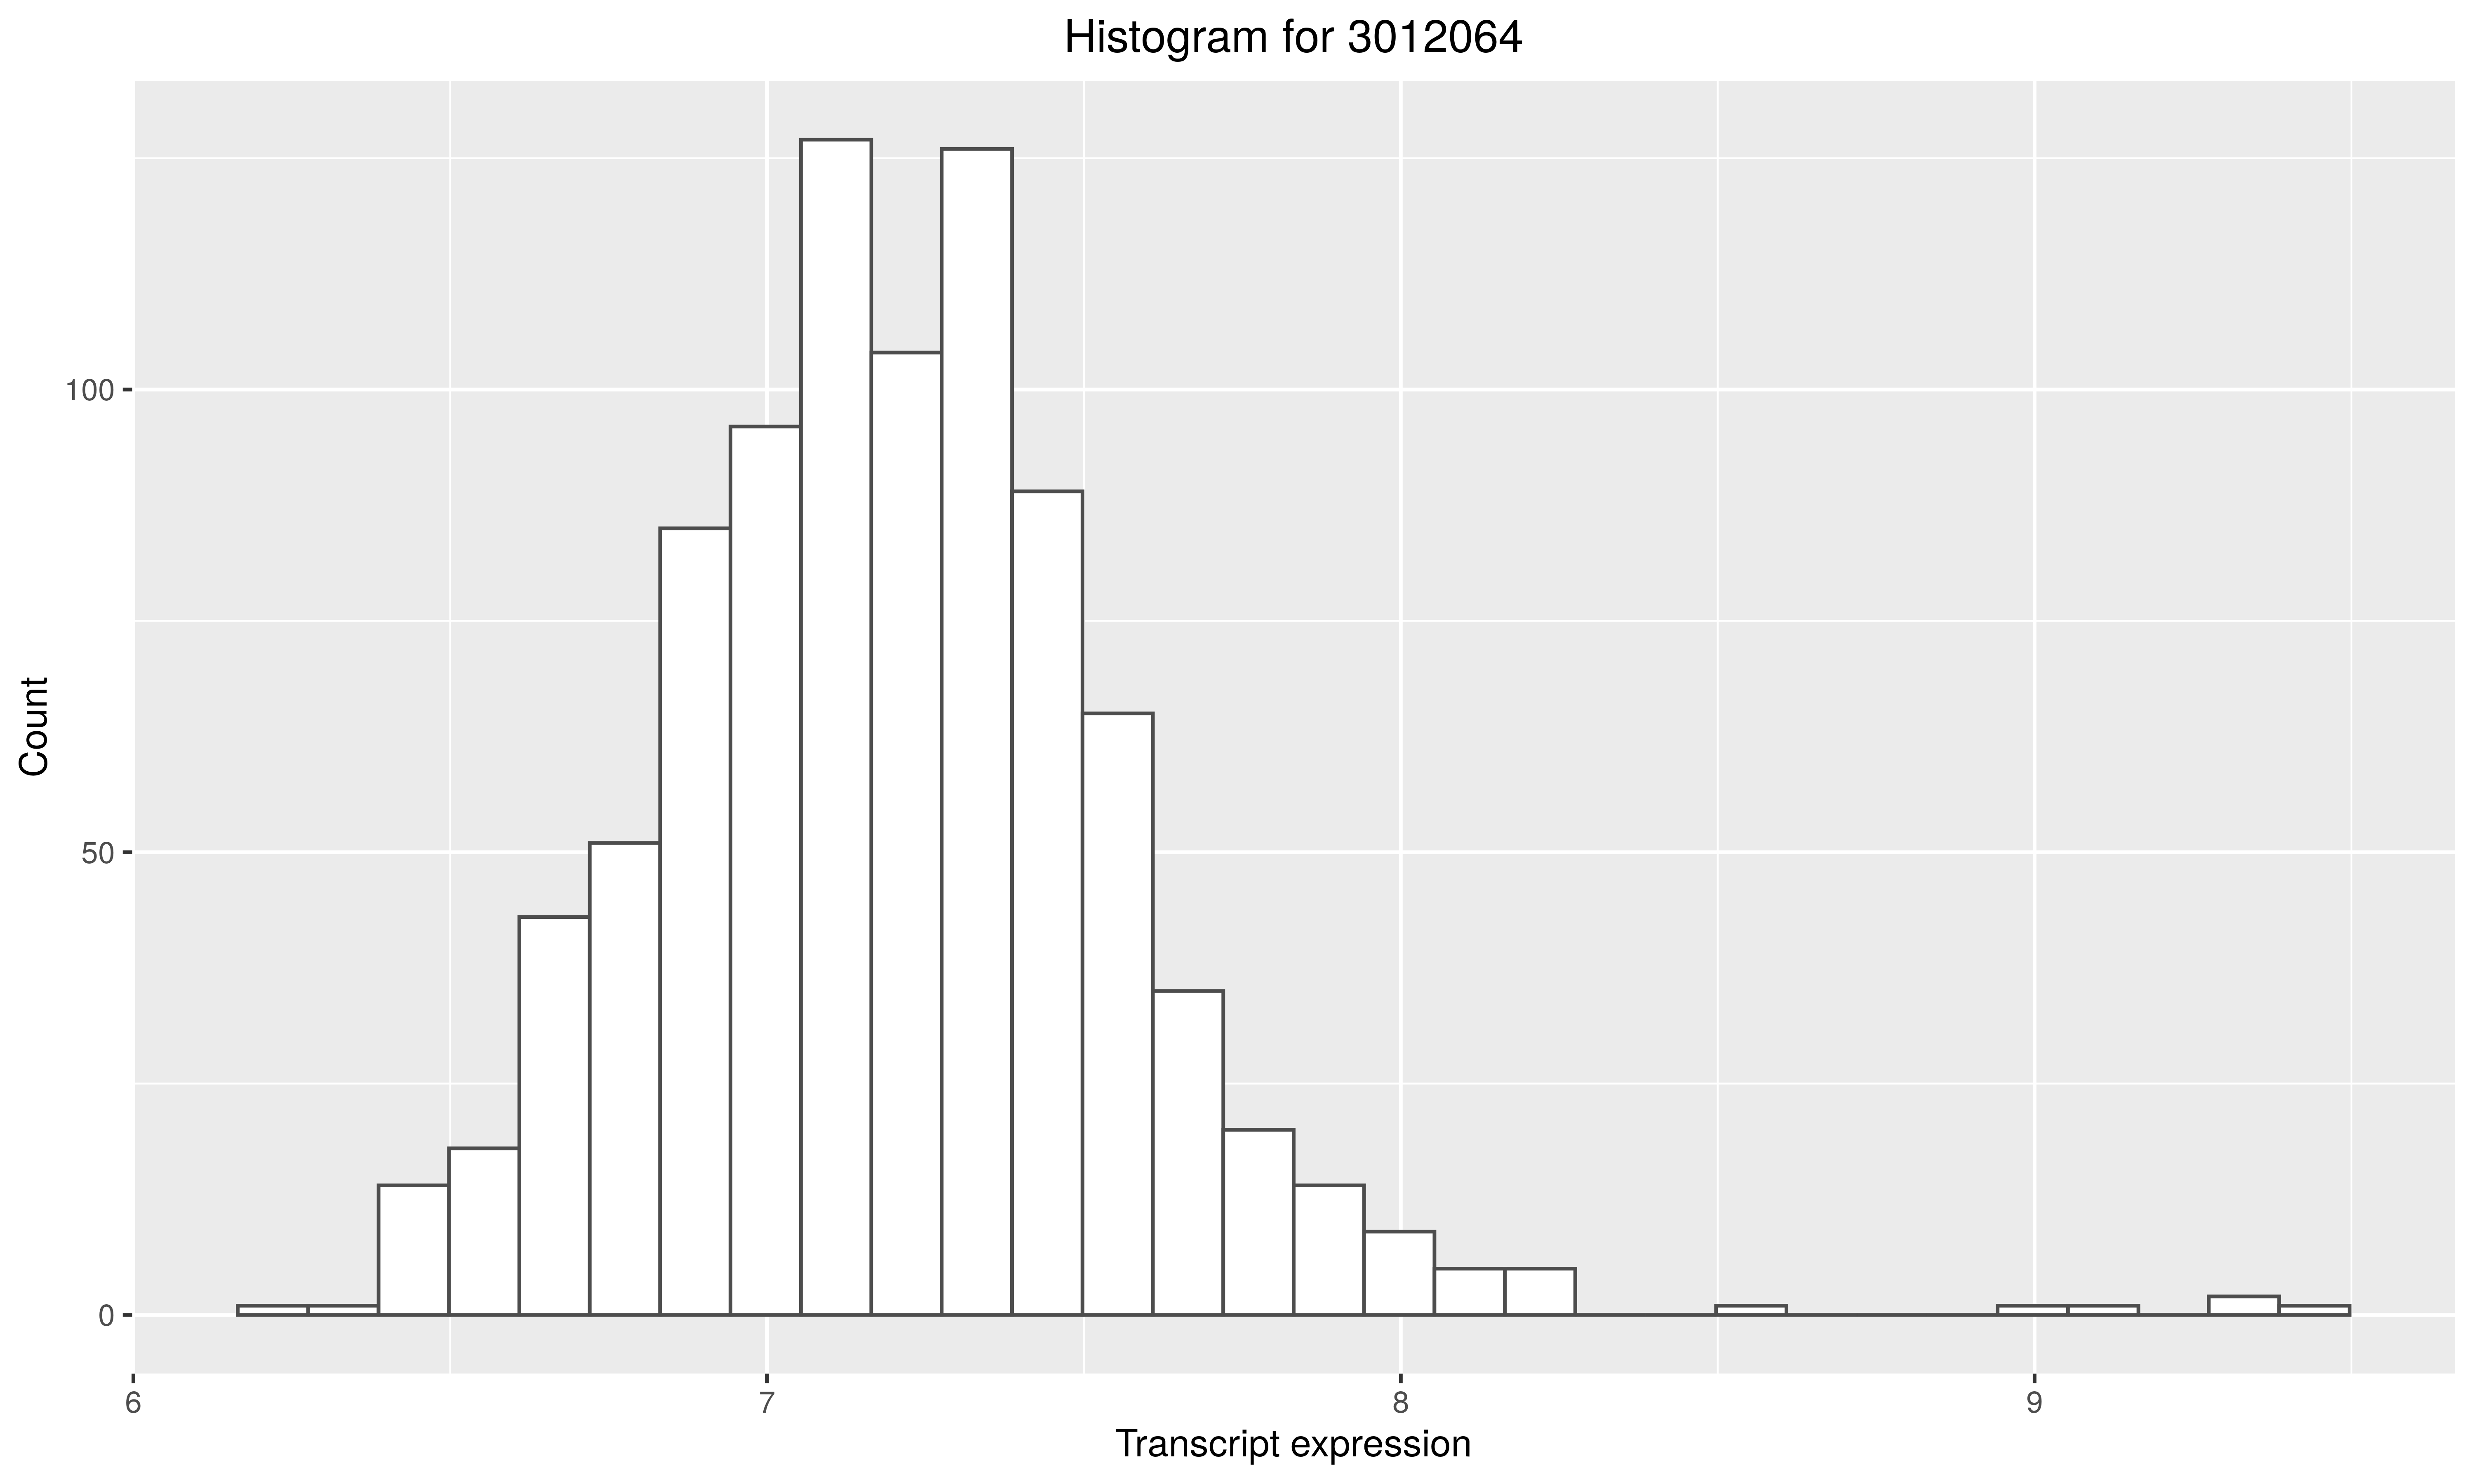 Histogram for 3012064
Count
100
50
0
6 7 8 9
Transcript expression